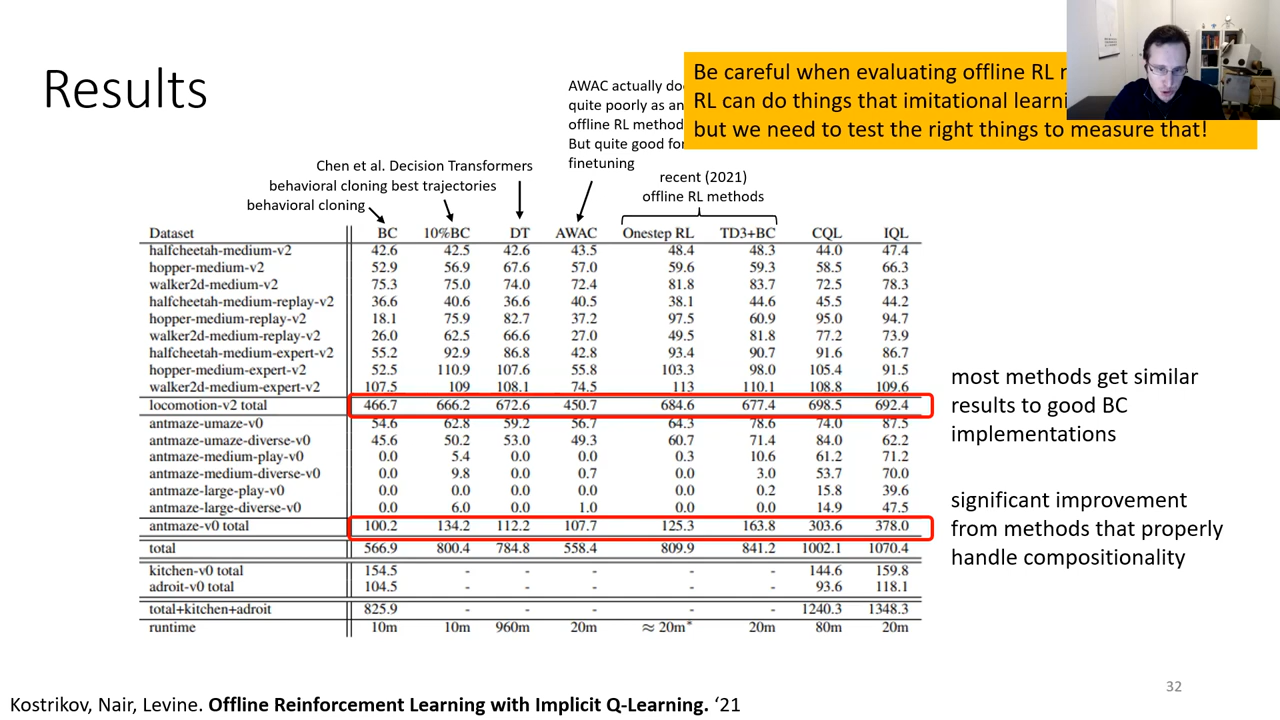 Results
AWAC actually do
quite poorly as an
offline RL method
But quite good for
finetuning
Be careful when evaluating offline RL
RL can do things that imitational learni
but we need to test the right things to measure that!
Chen et al. Decision Transformers
behavioral cloning best trajectories
behavioral cloning
recent (2021)
offline RL methods
Dataset BC 10%BC DT AWAC Onestep RL TD3+BC CQL IQL
halfcheetah-medium-v2 42.6 42.5 42.6 43.5 48.4 48.3 44.0 47.4
hopper-medium-v2 52.9 56.9 67.6 57.0 59.6 59.3 58.5 66.3
walker2d-medium-v2 75.3 75.0 74.0 72.4 81.8 83.7 72.5 78.3
halfcheetah-medium-replay-v2 36.6 40.6 36.6 40.5 38.1 44.6 45.5 44.2
hopper-medium-replay-v2 18.1 75.9 82.7 37.2 97.5 60.9 95.0 94.7
walker2d-medium-replay-v2 26.0 62.5 66.6 27.0 49.5 81.8 77.2 73.9
halfcheetah-medium-expert-v2 55.2 92.9 86.8 42.8 93.4 90.7 91.6 86.7
hopper-medium-expert-v2 52.5 110.9 107.6 55.8 103.3 98.0 105.4 91.5
walker2d-medium-expert-v2 107.5 109 108.1 74.5 113 110.1 108.8 109.6
locomotion-v2 total 466.7 666.2 672.6 450.7 684.6 677.4 698.5 692.4
antmaze-umaze-v0 54.6 62.8 59.2 56.7 64.3 78.6 74.0 87.5
antmaze-umaze-diverse-v0 45.6 50.2 53.0 49.3 60.7 71.4 84.0 62.2
antmaze-medium-play-v0 0.0 5.4 0.0 0.0 0.3 10.6 61.2 71.2
antmaze-medium-diverse-v0 0.0 9.8 0.0 0.7 0.0 3.0 53.7 70.0
antmaze-large-play-v0 0.0 0.0 0.0 0.0 0.0 0.2 15.8 39.6
antmaze-large-diverse-v0 0.0 6.0 0.0 1.0 0.0 0.0 14.9 47.5
antmaze-v0 total 100.2 134.2 112.2 107.7 125.3 163.8 303.6 378.0
total 566.9 800.4 784.8 558.4 809.9 841.2 1002.1 1070.4
kitchen-v0 total 154.5 - - - - - 144.6 159.8
adroit-v0 total 104.5 - - - - - 93.6 118.1
total+kitchen+adroit 825.9 - - - - - 1240.3 1348.3
runtime 10m 10m 960m 20m ≈ 20m* 20m 80m 20m
most methods get similar
results to good BC
implementations
significant improvement
from methods that properly
handle compositionality
32
Kostrikov, Nair, Levine. Offline Reinforcement Learning with Implicit Q-Learning. ‘21